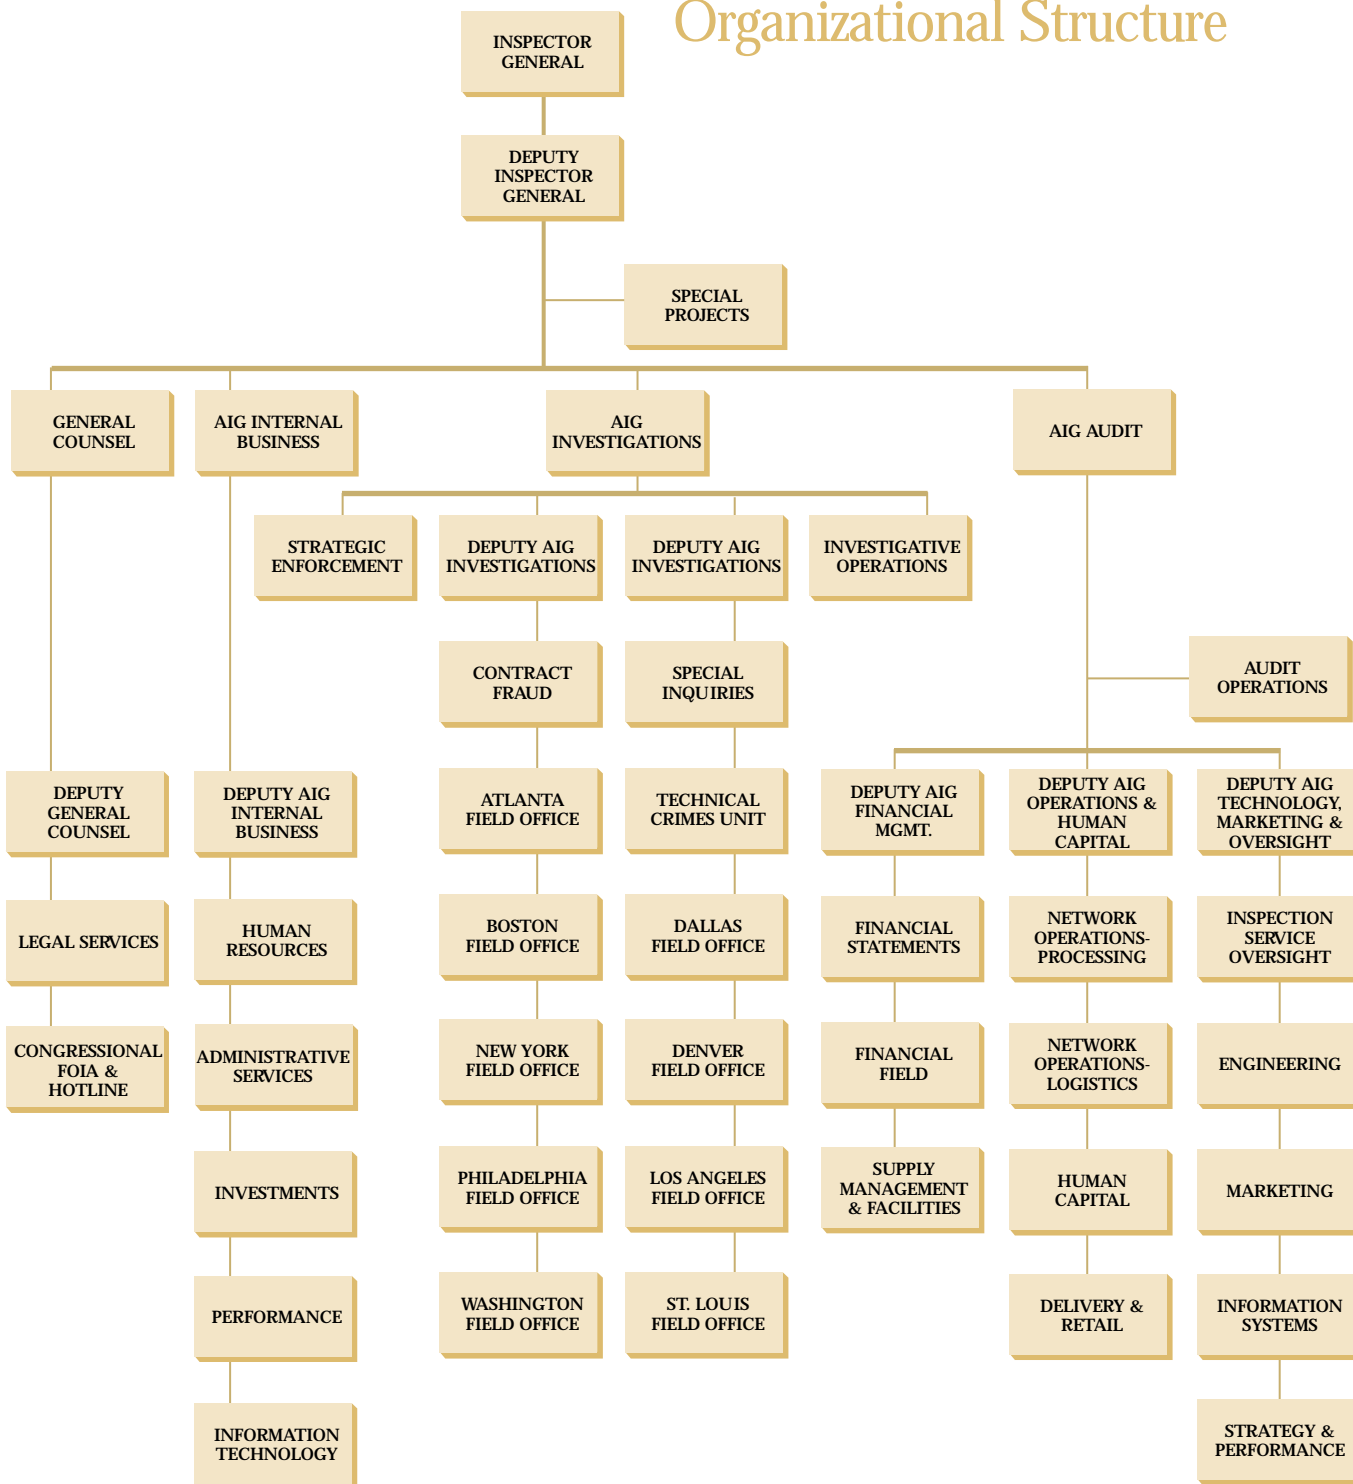 Organizational Structure
INSPECTOR
GENERAL
DEPUTY
INSPECTOR
GENERAL
SPECIAL
PROJECTS
GENERAL
COUNSEL
AIG INTERNAL
BUSINESS
AIG
INVESTIGATIONS
AIG AUDIT
STRATEGIC
ENFORCEMENT
DEPUTY AIG
INVESTIGATIONS
DEPUTY AIG
INVESTIGATIONS
INVESTIGATIVE
OPERATIONS
CONTRACT
FRAUD
SPECIAL
INQUIRIES
AUDIT
OPERATIONS
DEPUTY
GENERAL
COUNSEL
DEPUTY AIG
INTERNAL
BUSINESS
ATLANTA
FIELD OFFICE
TECHNICAL
CRIMES UNIT
DEPUTY AIG
FINANCIAL
MGMT.
DEPUTY AIG
OPERATIONS &
HUMAN
CAPITAL
DEPUTY AIG
TECHNOLOGY,
MARKETING &
OVERSIGHT
LEGAL SERVICES
HUMAN
RESOURCES
BOSTON
FIELD OFFICE
DALLAS
FIELD OFFICE
FINANCIAL
STATEMENTS
NETWORK
OPERATIONS-
PROCESSING
INSPECTION
SERVICE
OVERSIGHT
CONGRESSIONAL
FOIA &
HOTLINE
ADMINISTRATIVE
SERVICES
NEW YORK
FIELD OFFICE
DENVER
FIELD OFFICE
FINANCIAL
FIELD
NETWORK
OPERATIONS-
LOGISTICS
ENGINEERING
INVESTMENTS
PHILADELPHIA
FIELD OFFICE
LOS ANGELES
FIELD OFFICE
SUPPLY
MANAGEMENT
& FACILITIES
HUMAN
CAPITAL
MARKETING
PERFORMANCE
WASHINGTON
FIELD OFFICE
ST. LOUIS
FIELD OFFICE
DELIVERY &
RETAIL
INFORMATION
SYSTEMS
INFORMATION
TECHNOLOGY
STRATEGY &
PERFORMANCE